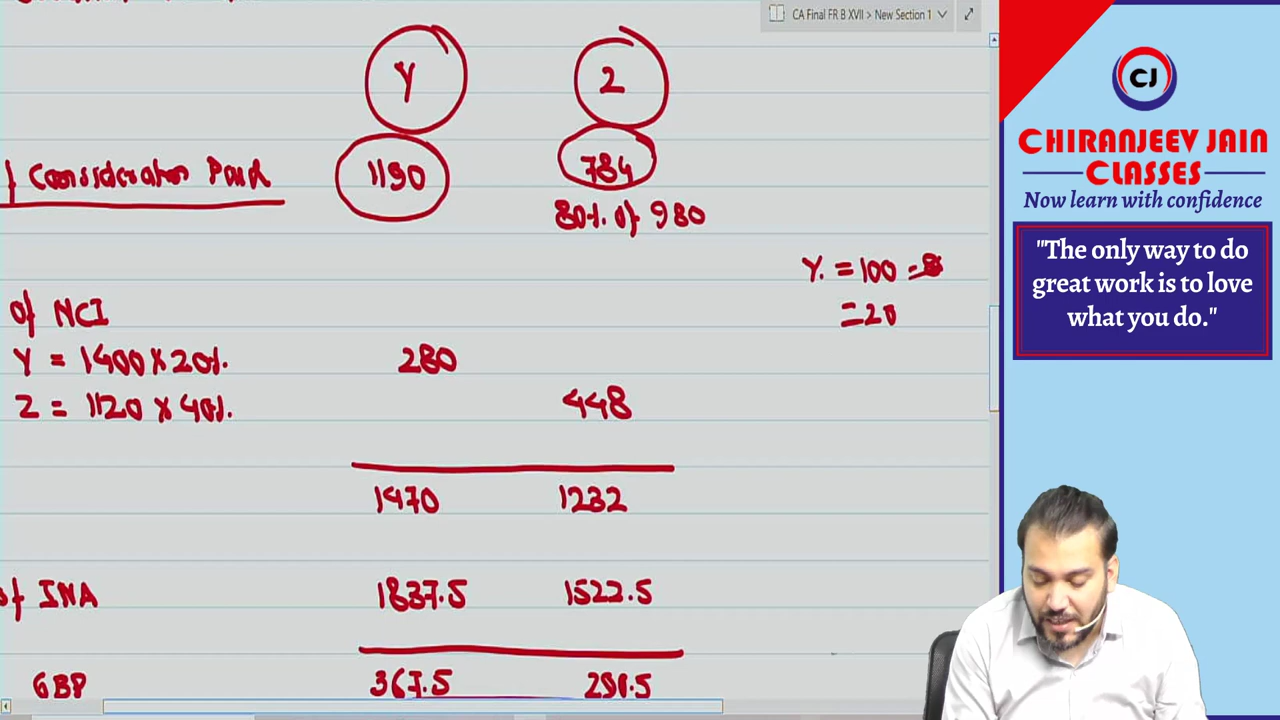 CA Final FR B XVII > New Section 1
Y Z
Consideration Paid 1190 784
80% of 980
Y. = 100 =
= 20
of NCI
Y = 1400 X 20% 280
Z = 1120 X 40% 448
1470 1232
of INA 1837.5 1522.5
GBP 367.5 290.5
CJ
CHIRANJEEV JAIN
CLASSES
Now learn with confidence
"The only way to do
great work is to love
what you do."